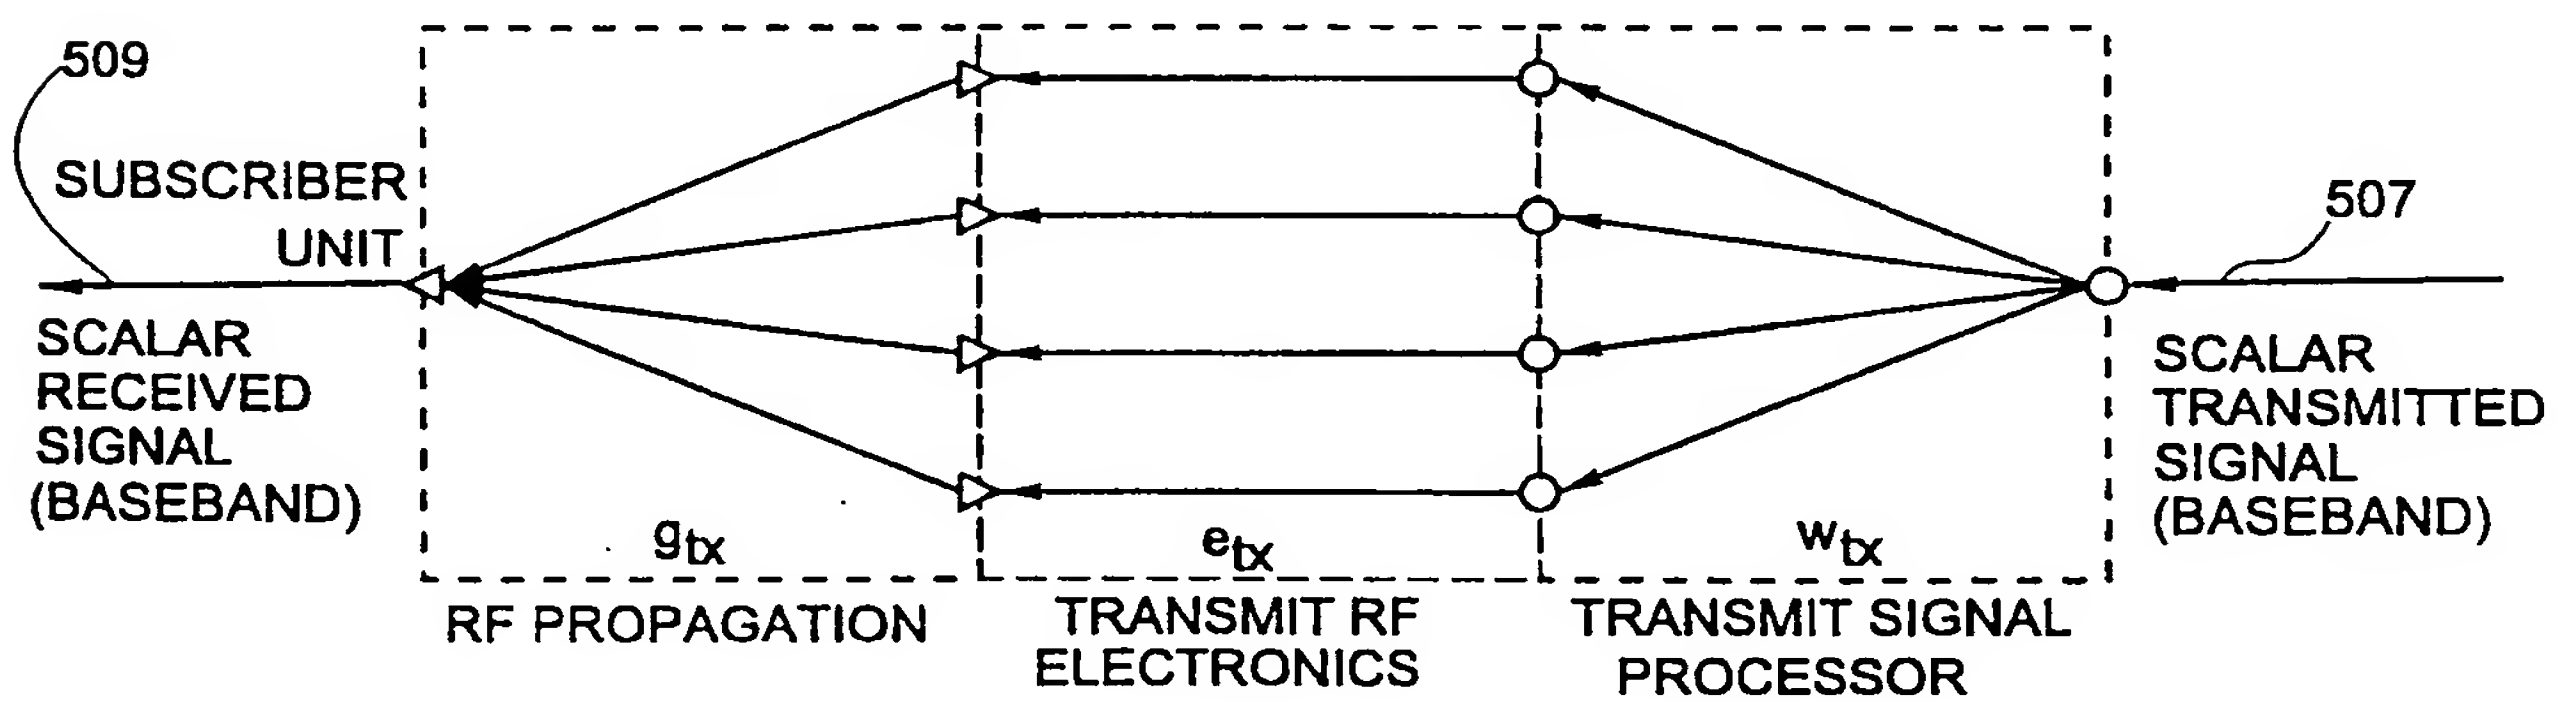 509
SUBSCRIBER
UNIT
SCALAR
RECEIVED
SIGNAL
(BASEBAND)
gtx
etx
wtx
RF PROPAGATION
TRANSMIT RF
ELECTRONICS
TRANSMIT SIGNAL
PROCESSOR
507
SCALAR
TRANSMITTED
SIGNAL
(BASEBAND)